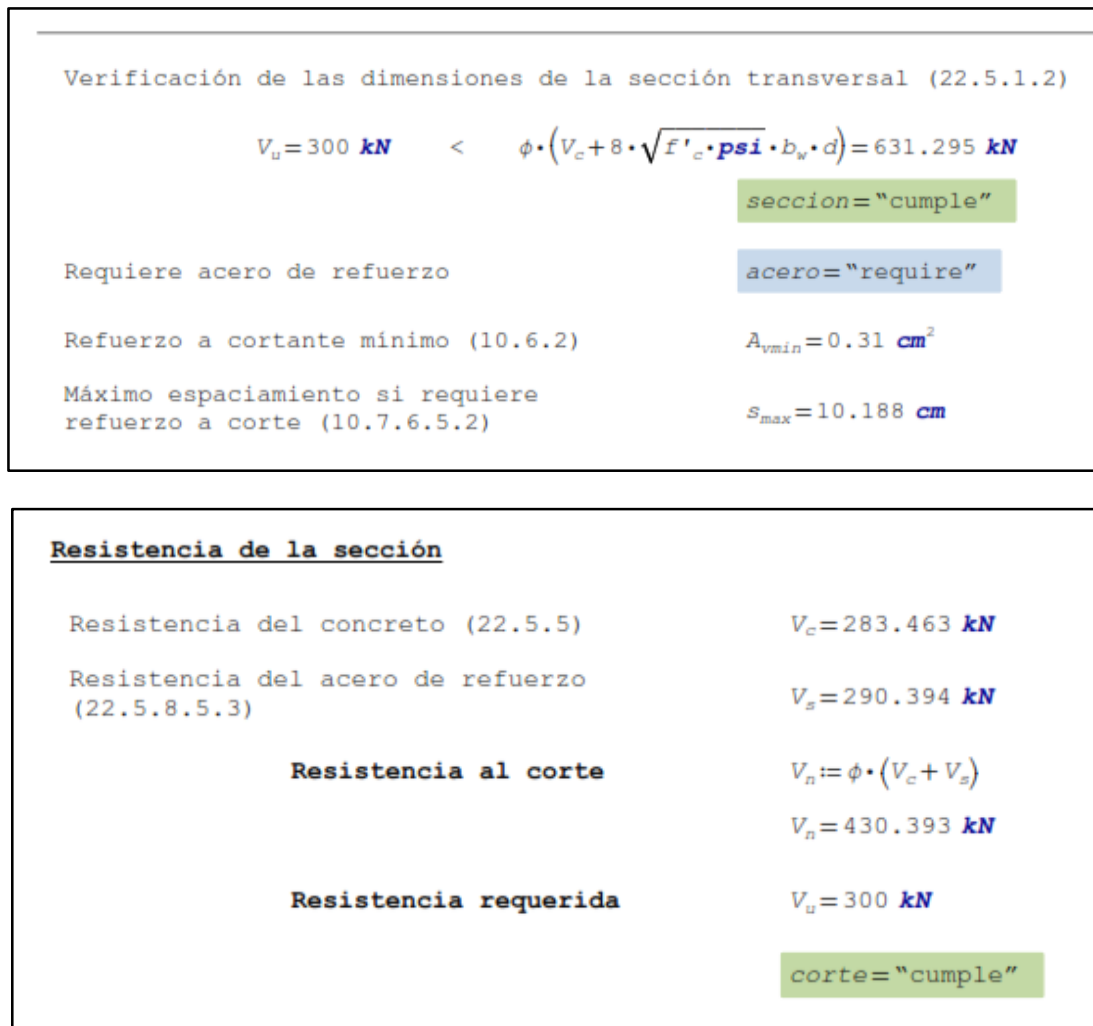 Verificación de las dimensiones de la sección transversal (22.5.1.2)
V_u = 300 kN < ϕ·(V_c + 8·√(f'_c·psi)·b_w·d) = 631.295 kN
seccion = “cumple”
Requiere acero de refuerzo acero = “require”
Refuerzo a cortante mínimo (10.6.2) A_vmin = 0.31 cm²
Máximo espaciamiento si requiere
refuerzo a corte (10.7.6.5.2) s_max = 10.188 cm
Resistencia de la sección
Resistencia del concreto (22.5.5) V_c = 283.463 kN
Resistencia del acero de refuerzo
(22.5.8.5.3) V_s = 290.394 kN
Resistencia al corte V_n := ϕ·(V_c + V_s)
V_n = 430.393 kN
Resistencia requerida V_u = 300 kN
corte = “cumple”